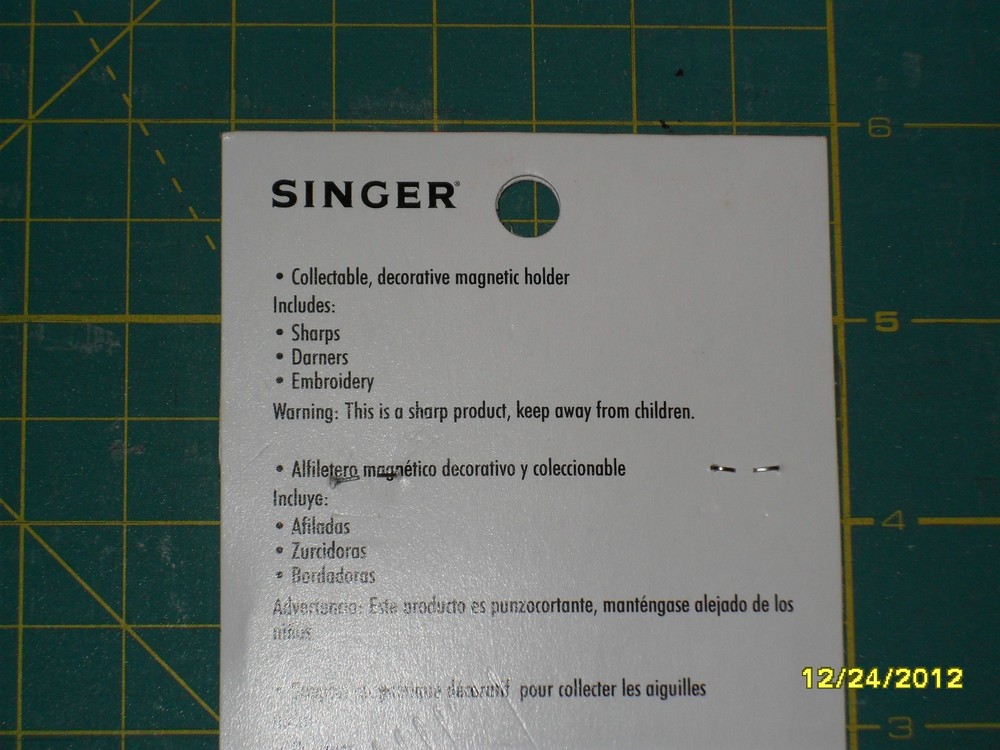 SINGER®
• Collectable, decorative magnetic holder
Includes:
• Sharps
• Darners
• Embroidery
Warning: This is a sharp product, keep away from children.
• Alfiletero magnético decorativo y coleccionable
Incluye:
• Afiladas
• Zurcidoras
• Bordadoras
Advertencia: Este producto es punzocortante, manténgase alejado de los
niños
décoratif pour collecter les aiguilles
6
5
4
3
12/24/2012